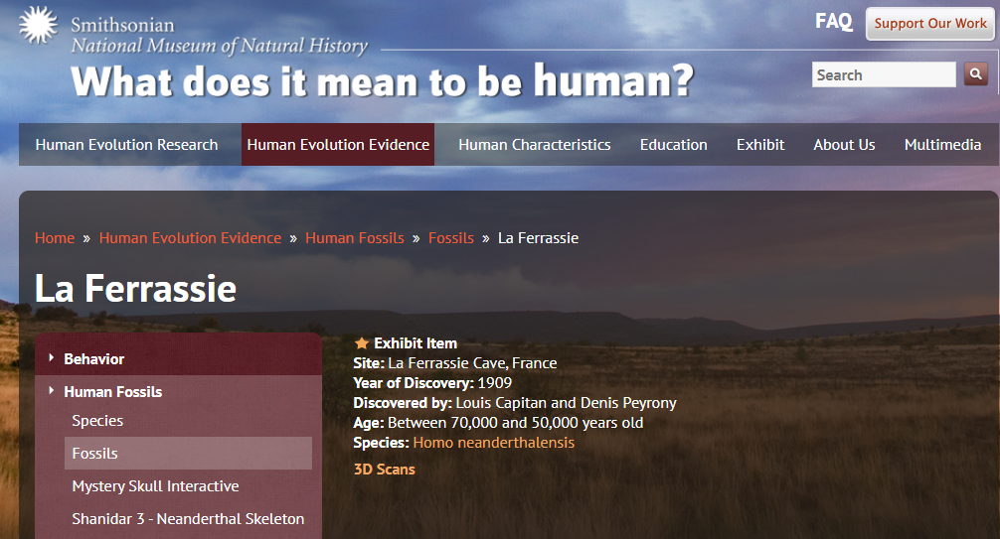 Smithsonian
National Museum of Natural History
FAQ
Support Our Work
What does it mean to be human?
Search
Human Evolution Research
Human Evolution Evidence
Human Characteristics
Education
Exhibit
About Us
Multimedia
Home » Human Evolution Evidence » Human Fossils » Fossils » La Ferrassie
La Ferrassie
Behavior
Human Fossils
Species
Fossils
Mystery Skull Interactive
Shanidar 3 - Neanderthal Skeleton
Exhibit Item
Site: La Ferrassie Cave, France
Year of Discovery: 1909
Discovered by: Louis Capitan and Denis Peyrony
Age: Between 70,000 and 50,000 years old
Species: Homo neanderthalensis
3D Scans